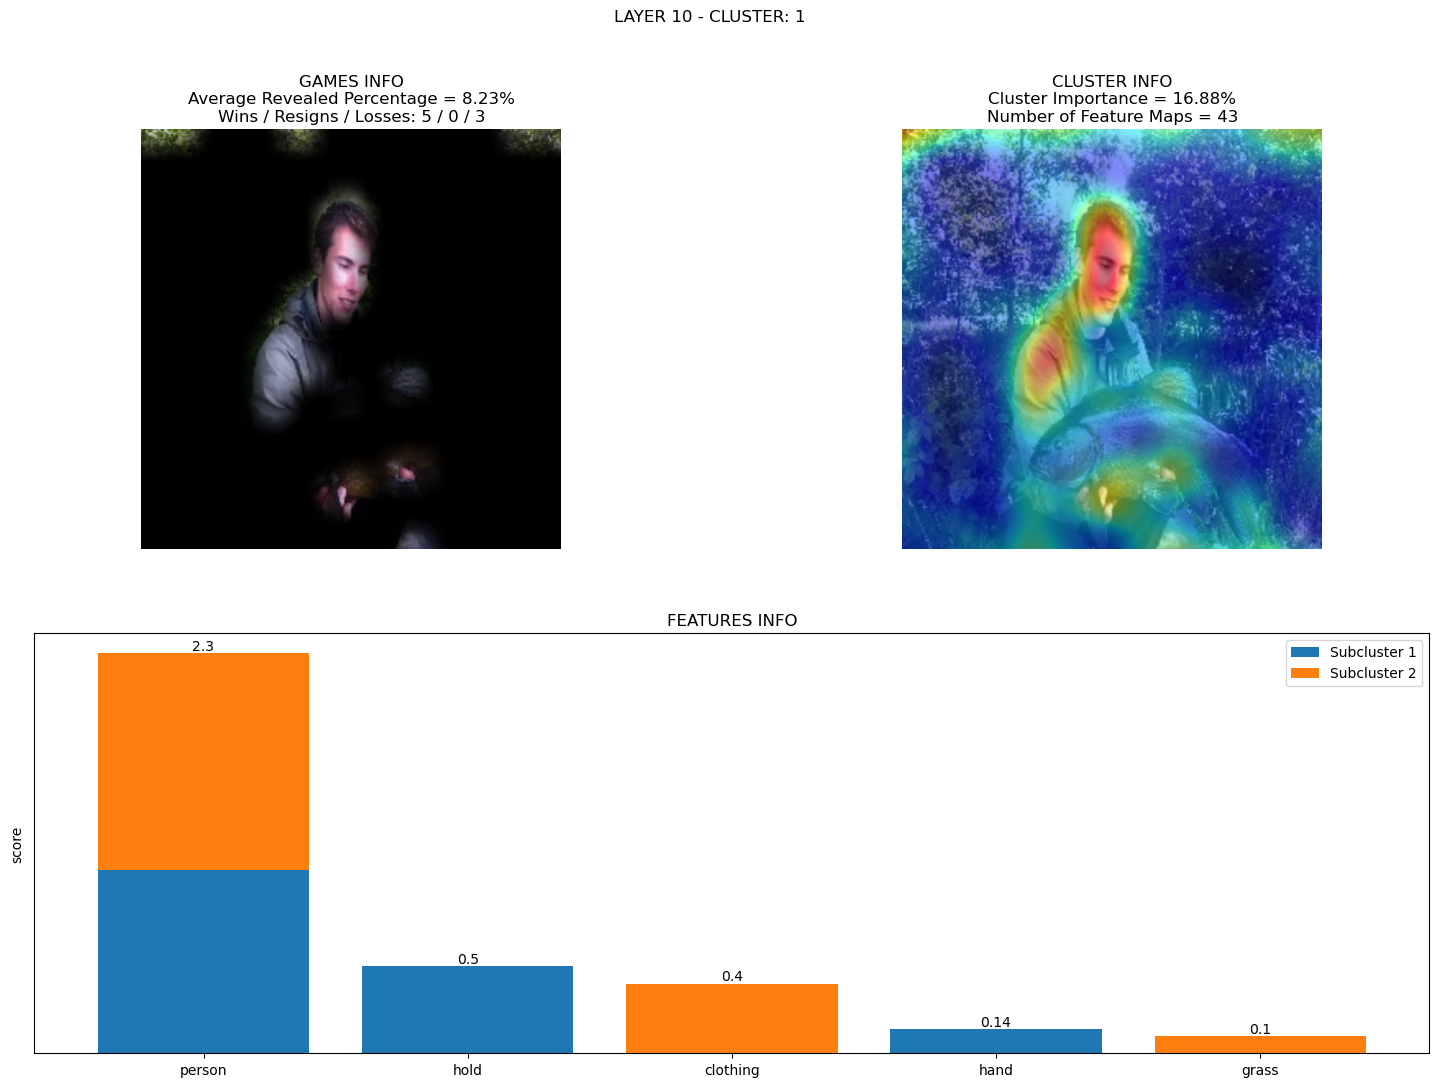 LAYER 10 - CLUSTER: 1
GAMES INFO
Average Revealed Percentage = 8.23%
Wins / Resigns / Losses: 5 / 0 / 3
CLUSTER INFO
Cluster Importance = 16.88%
Number of Feature Maps = 43
FEATURES INFO
Subcluster 1
Subcluster 2
score
2.3
0.5
0.4
0.14
0.1
person
hold
clothing
hand
grass